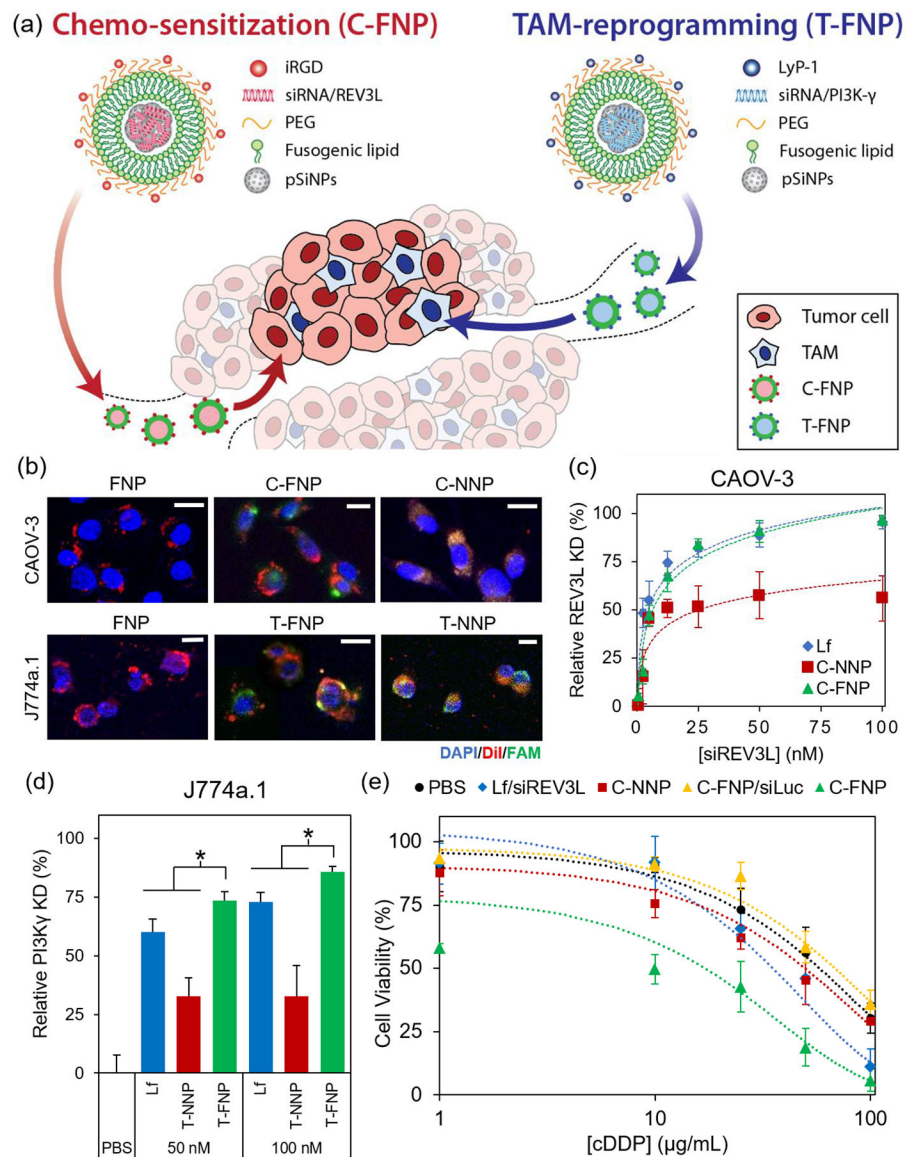 (a) Chemo-sensitization (C-FNP)
TAM-reprogramming (T-FNP)
iRGD
siRNA/REV3L
PEG
Fusogenic lipid
pSiNPs
LyP-1
siRNA/PI3K-γ
PEG
Fusogenic lipid
pSiNPs
Tumor cell
TAM
C-FNP
T-FNP
(b)
FNP
C-FNP
C-NNP
CAOV-3
FNP
T-FNP
T-NNP
J774a.1
DAPI/DiI/FAM
(c)
CAOV-3
Relative REV3L KD (%)
100
75
50
25
0
Lf
C-NNP
C-FNP
0
25
50
75
100
[siREV3L] (nM)
(d)
J774a.1
Relative PI3Kγ KD (%)
100
75
50
25
0
*
*
PBS
Lf
T-NNP
T-FNP
50 nM
Lf
T-NNP
T-FNP
100 nM
(e)
PBS
Lf/siREV3L
C-NNP
C-FNP/siLuc
C-FNP
Cell Viability (%)
100
75
50
25
0
1
10
100
[cDDP] (µg/mL)